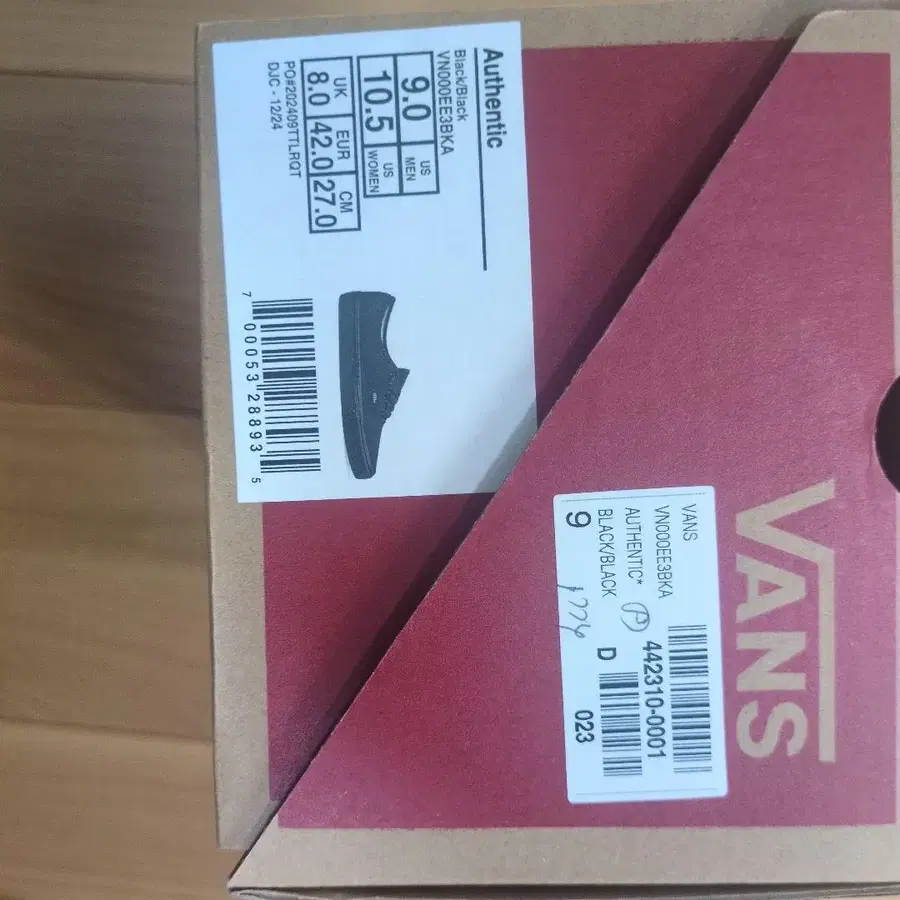 Authentic
Black/Black
VN000EE3BKA
9.0 US MEN
10.5 US WOMEN
UK EUR CM
8.0 42.0 27.0
PO#202409TTLRQT
DJC - 12/24
7 00053 28893 5
VANS
VANS
VN000EE3BKA
AUTHENTIC*
BLACK/BLACK
9
P
442310-0001
D 023